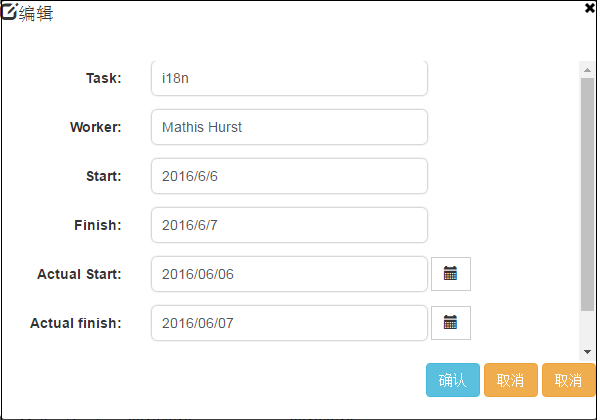 编辑
Task: i18n
Worker: Mathis Hurst
Start: 2016/6/6
Finish: 2016/6/7
Actual Start: 2016/06/06
Actual finish: 2016/06/07
确认 取消 取消